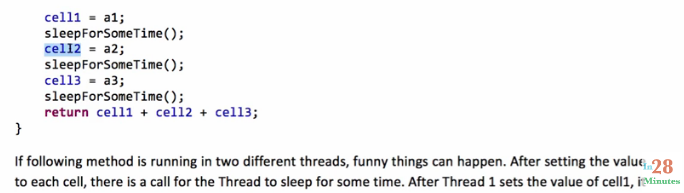 cell1 = a1;
sleepForSomeTime();
cell2 = a2;
sleepForSomeTime();
cell3 = a3;
sleepForSomeTime();
return cell1 + cell2 + cell3;
}
If following method is running in two different threads, funny things can happen. After setting the value
to each cell, there is a call for the Thread to sleep for some time. After Thread 1 sets the value of cell1, i
in28
Minutes